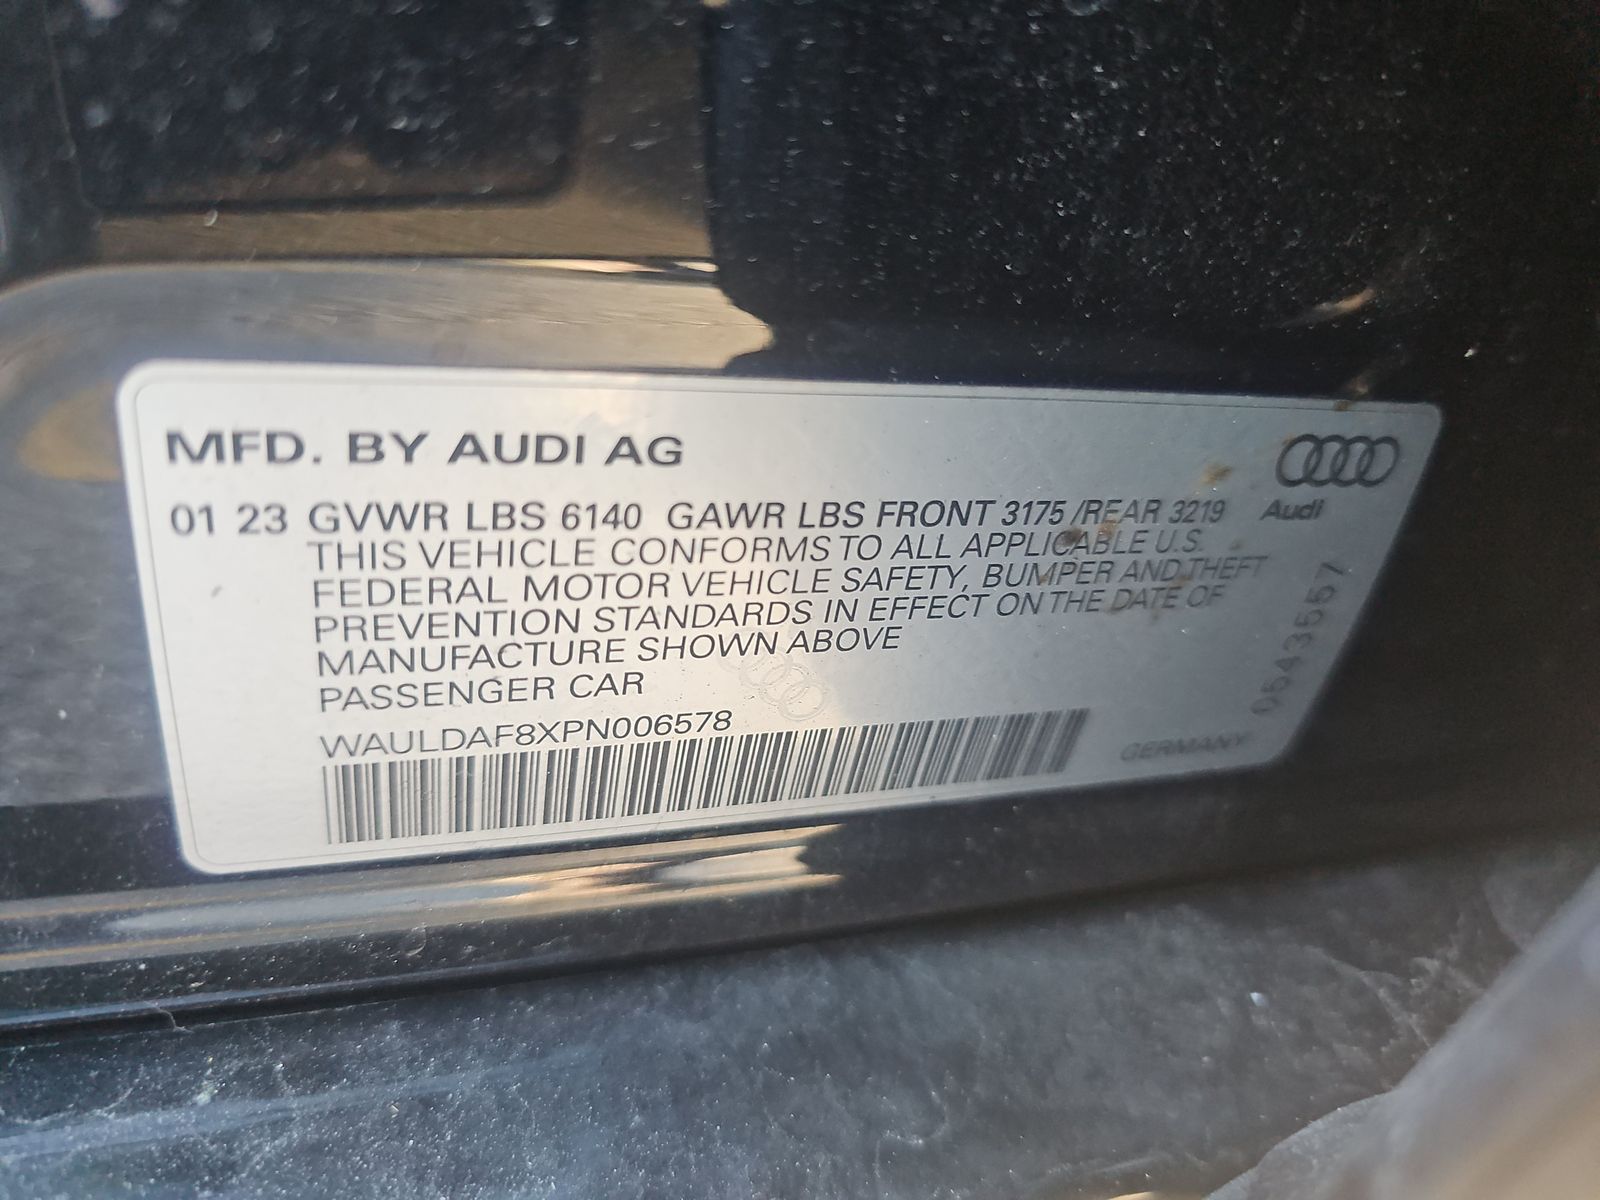 MFD. BY AUDI AG
01 23 GVWR LBS 6140 GAWR LBS FRONT 3175 /REAR 3219
Audi
THIS VEHICLE CONFORMS TO ALL APPLICABLE U.S.
FEDERAL MOTOR VEHICLE SAFETY, BUMPER AND THEFT
PREVENTION STANDARDS IN EFFECT ON THE DATE OF
MANUFACTURE SHOWN ABOVE
PASSENGER CAR
WAULDAF8XPN006578
GERMANY
0543557